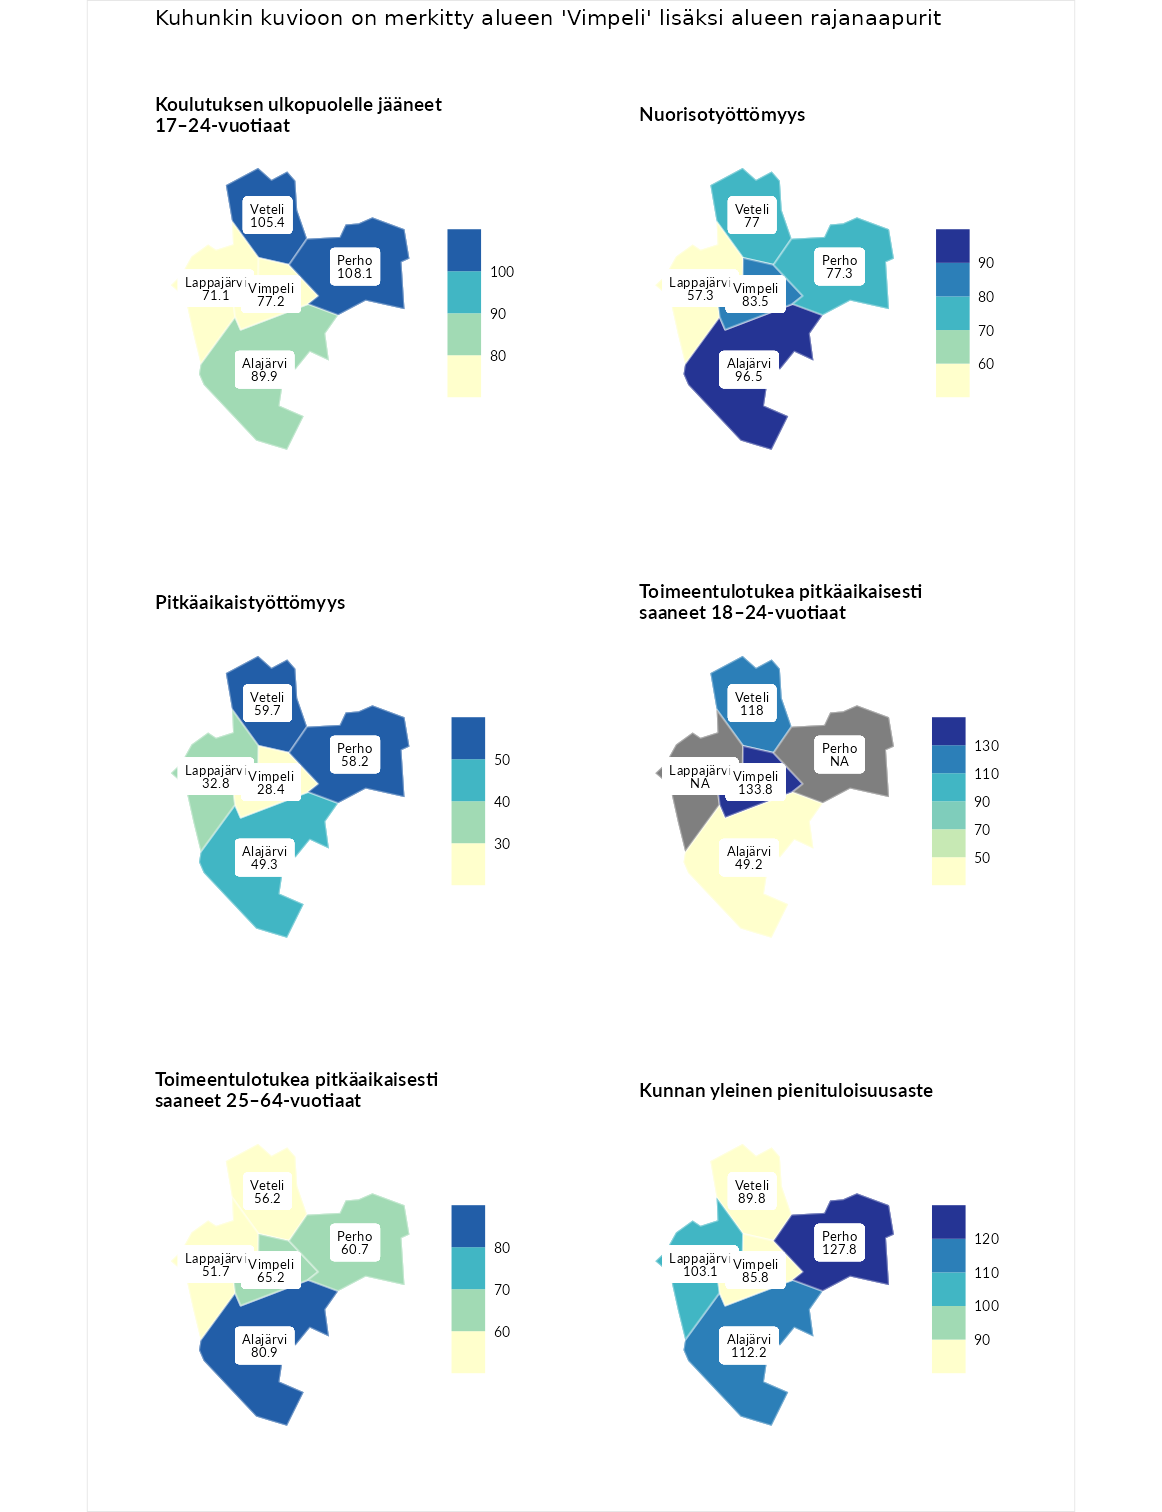 Kuhunkin kuvioon on merkitty alueen 'Vimpeli' lisäksi alueen rajanaapurit
Koulutuksen ulkopuolelle jääneet
17–24-vuotiaat
Veteli
105.4
Perho
108.1
Lappajärvi
71.1
Vimpeli
77.2
Alajärvi
89.9
100
90
80
Nuorisotyöttömyys
Veteli
77
Perho
77.3
Lappajärvi
57.3
Vimpeli
83.5
Alajärvi
96.5
90
80
70
60
Pitkäaikaistyöttömyys
Veteli
59.7
Perho
58.2
Lappajärvi
32.8
Vimpeli
28.4
Alajärvi
49.3
50
40
30
Toimeentulotukea pitkäaikaisesti
saaneet 18–24-vuotiaat
Veteli
118
Perho
NA
Lappajärvi
NA
Vimpeli
133.8
Alajärvi
49.2
130
110
90
70
50
Toimeentulotukea pitkäaikaisesti
saaneet 25–64-vuotiaat
Veteli
56.2
Perho
60.7
Lappajärvi
51.7
Vimpeli
65.2
Alajärvi
80.9
80
70
60
Kunnan yleinen pienituloisuusaste
Veteli
89.8
Perho
127.8
Lappajärvi
103.1
Vimpeli
85.8
Alajärvi
112.2
120
110
100
90